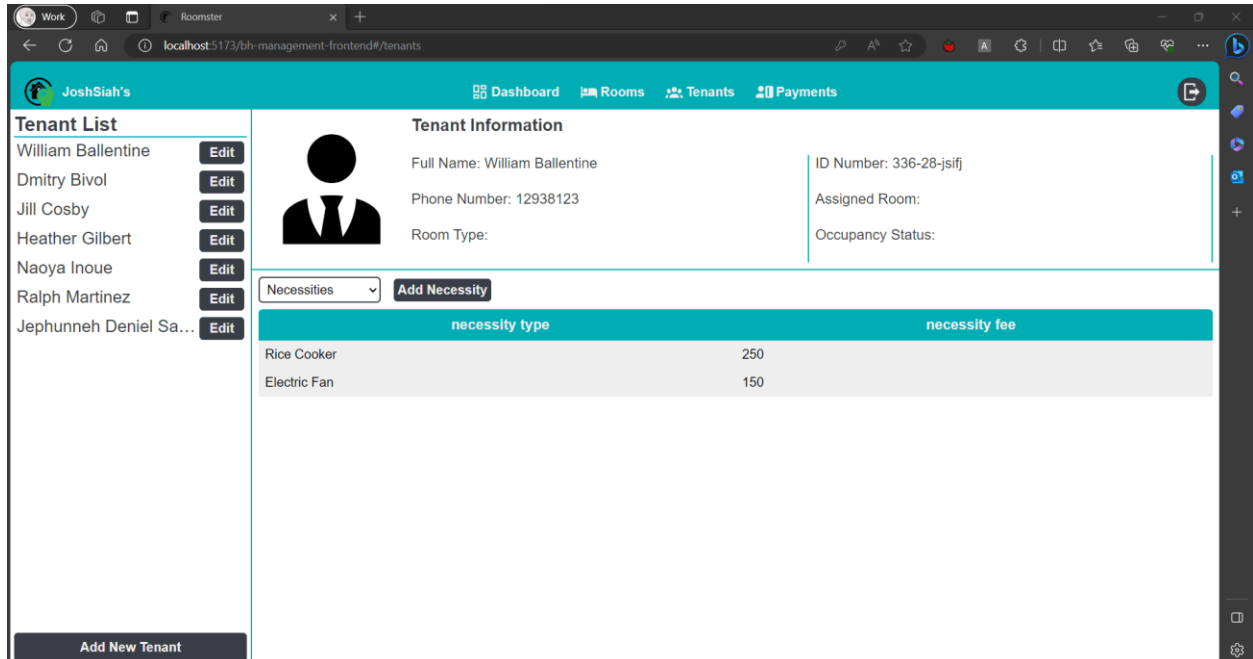 Work
Roomster
localhost:5173/bh-management-frontend#/tenants
JoshSiah's
Dashboard
Rooms
Tenants
Payments
Tenant List
William Ballentine Edit
Dmitry Bivol Edit
Jill Cosby Edit
Heather Gilbert Edit
Naoya Inoue Edit
Ralph Martinez Edit
Jephunneh Deniel Sa... Edit
Add New Tenant
Tenant Information
Full Name: William Ballentine
Phone Number: 12938123
Room Type:
ID Number: 336-28-jsifj
Assigned Room:
Occupancy Status:
Necessities
Add Necessity
necessity type necessity fee
Rice Cooker 250
Electric Fan 150